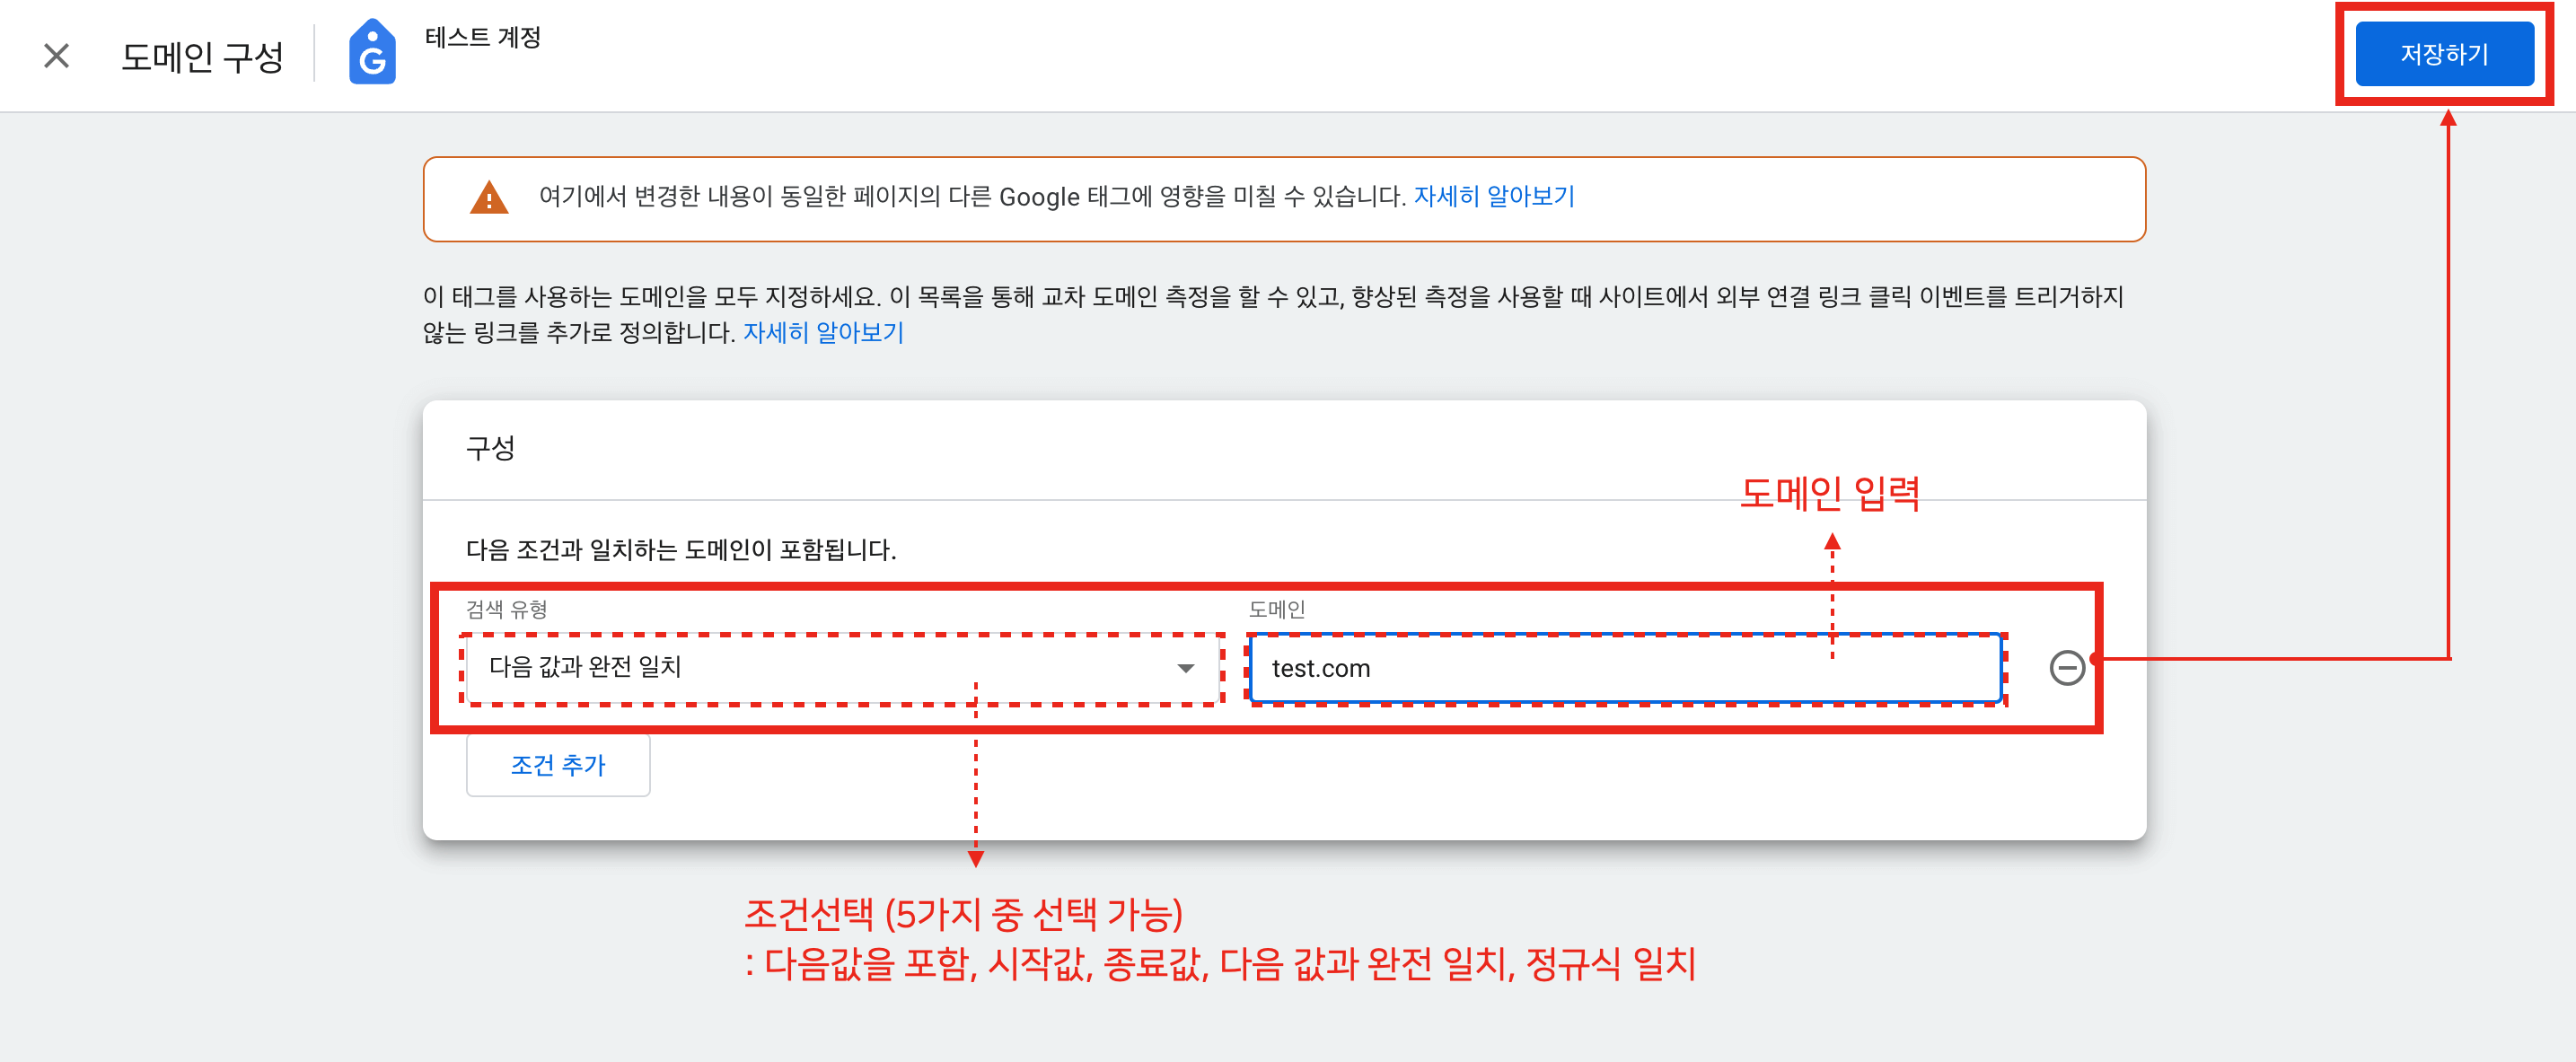 도메인 구성
테스트 계정
저장하기
여기에서 변경한 내용이 동일한 페이지의 다른 Google 태그에 영향을 미칠 수 있습니다. 자세히 알아보기
이 태그를 사용하는 도메인을 모두 지정하세요. 이 목록을 통해 교차 도메인 측정을 할 수 있고, 향상된 측정을 사용할 때 사이트에서 외부 연결 링크 클릭 이벤트를 트리거하지
않는 링크를 추가로 정의합니다. 자세히 알아보기
구성
도메인 입력
다음 조건과 일치하는 도메인이 포함됩니다.
검색 유형
도메인
다음 값과 완전 일치
test.com
조건 추가
조건선택 (5가지 중 선택 가능)
: 다음값을 포함, 시작값, 종료값, 다음 값과 완전 일치, 정규식 일치